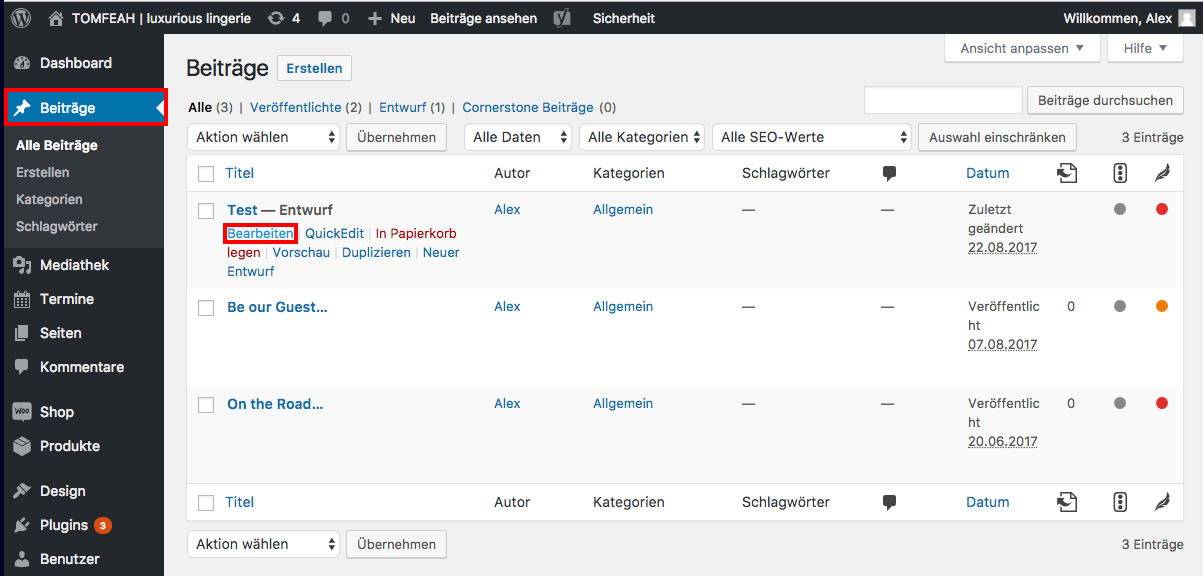 TOMFEAH | luxurious lingerie 4 0 Neu Beiträge ansehen Sicherheit Willkommen, Alex
Dashboard
Beiträge
Alle Beiträge
Erstellen
Kategorien
Schlagwörter
Mediathek
Termine
Seiten
Kommentare
WOO Shop
Produkte
Design
Plugins 3
Benutzer
Ansicht anpassen Hilfe
Beiträge Erstellen
Alle (3) | Veröffentlichte (2) | Entwurf (1) | Cornerstone Beiträge (0)
Beiträge durchsuchen
Aktion wählen Übernehmen Alle Daten Alle Kategorien Alle SEO-Werte Auswahl einschränken 3 Einträge
Titel Autor Kategorien Schlagwörter Datum
Test — Entwurf Alex Allgemein — — Zuletzt
geändert
22.08.2017
Bearbeiten | QuickEdit | In Papierkorb
legen | Vorschau | Duplizieren | Neuer
Entwurf
Be our Guest... Alex Allgemein — — Veröffentlic 0
ht
07.08.2017
On the Road... Alex Allgemein — — Veröffentlic 0
ht
20.06.2017
Titel Autor Kategorien Schlagwörter Datum
Aktion wählen Übernehmen 3 Einträge